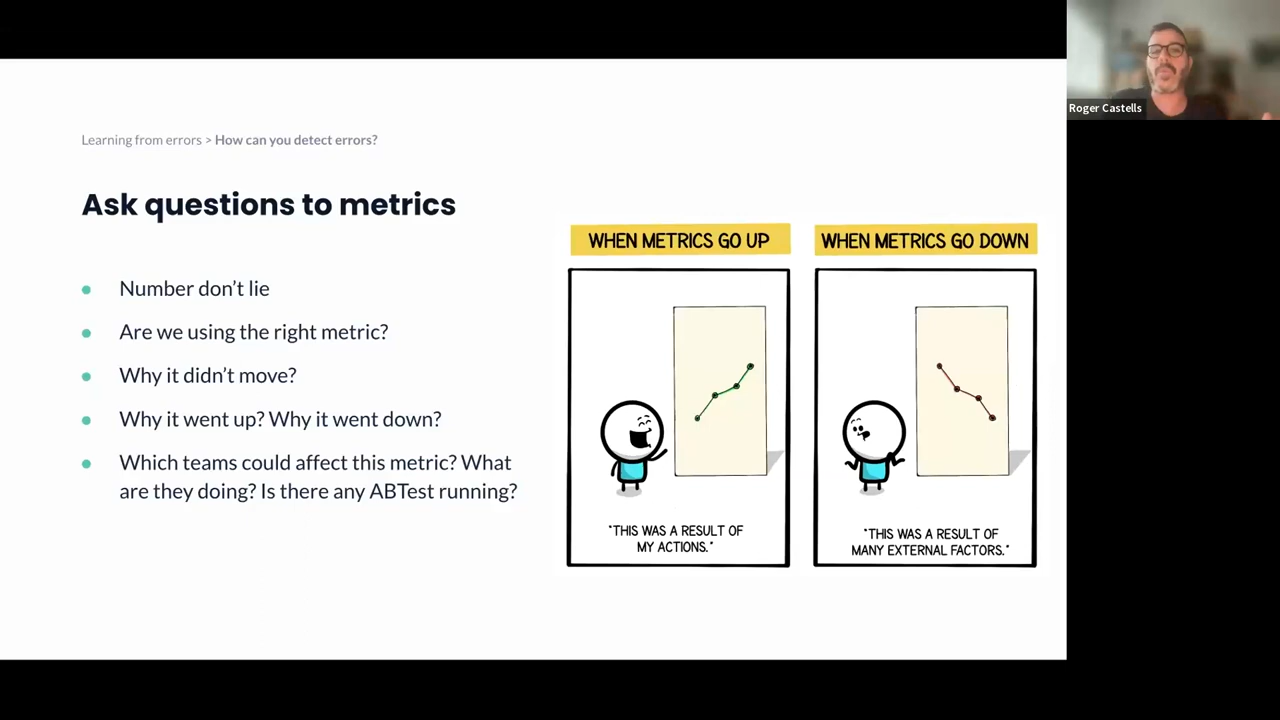 Roger Castells
Learning from errors > How can you detect errors?
Ask questions to metrics
Number don’t lie
Are we using the right metric?
Why it didn’t move?
Why it went up? Why it went down?
Which teams could affect this metric? What
are they doing? Is there any ABTest running?
WHEN METRICS GO UP
"THIS WAS A RESULT OF
MY ACTIONS."
WHEN METRICS GO DOWN
"THIS WAS A RESULT OF
MANY EXTERNAL FACTORS."